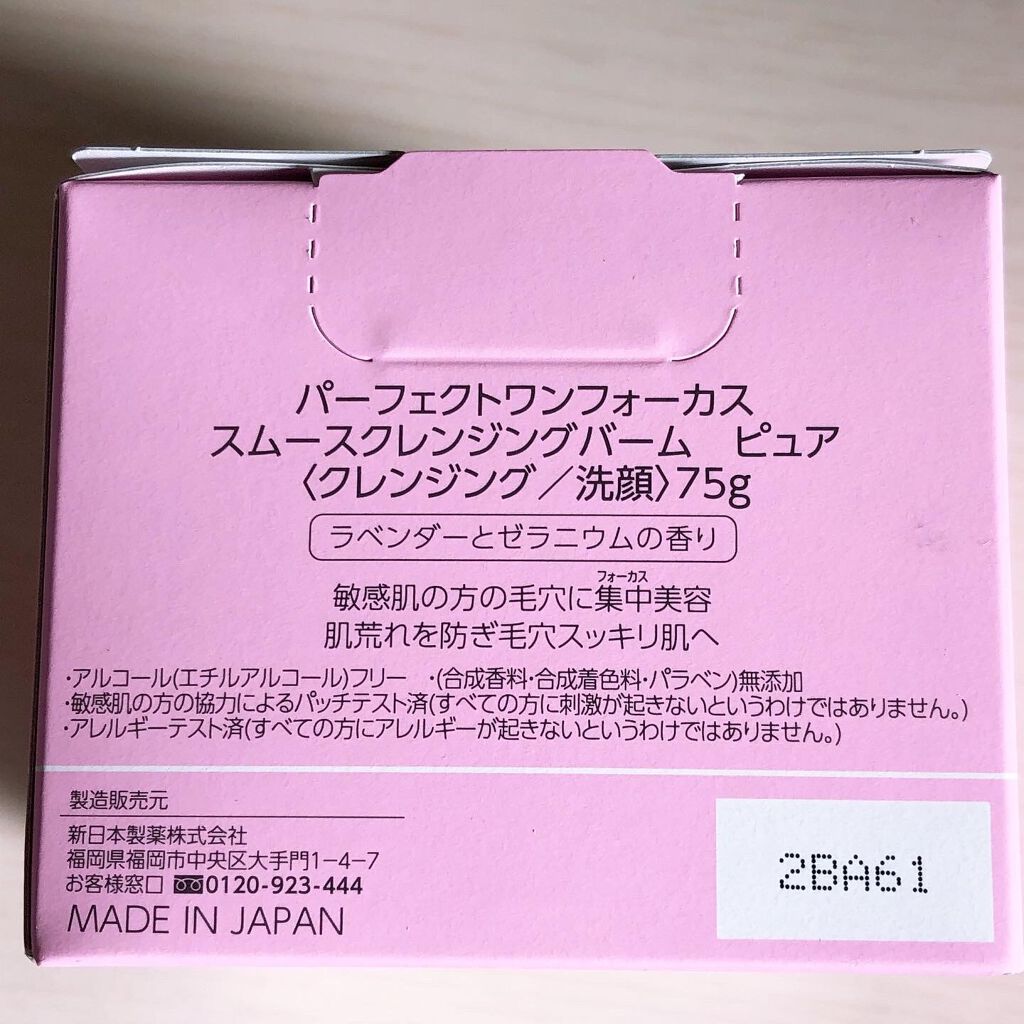 パーフェクトワンフォーカス
スムースクレンジングバーム　ピュア
〈クレンジング／洗顔〉75g
ラベンダーとゼラニウムの香り
フォーカス
敏感肌の方の毛穴に集中美容
肌荒れを防ぎ毛穴スッキリ肌へ
・アルコール(エチルアルコール)フリー　・(合成香料・合成着色料・パラベン)無添加
・敏感肌の方の協力によるパッチテスト済(すべての方に刺激が起きないというわけではありません。)
・アレルギーテスト済(すべての方にアレルギーが起きないというわけではありません。)
製造販売元
新日本製薬株式会社
福岡県福岡市中央区大手門1-4-7
お客様窓口 0120-923-444
MADE IN JAPAN
2BA61